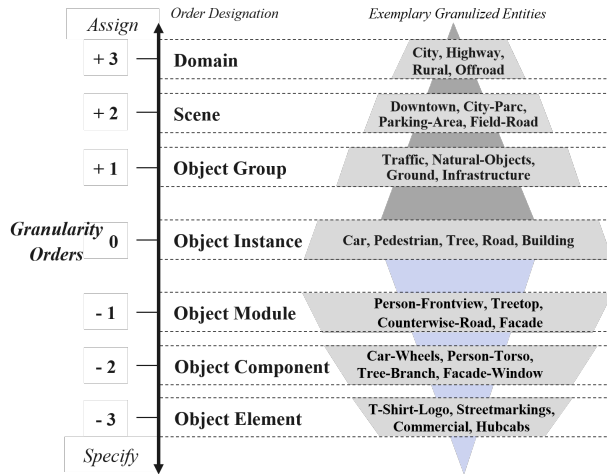 Assign
Order Designation
Exemplary Granulized Entities
+ 3
Domain
City, Highway,
Rural, Offroad
+ 2
Scene
Downtown, City-Parc,
Parking-Area, Field-Road
+ 1
Object Group
Traffic, Natural-Objects,
Ground, Infrastructure
Granularity
Orders
0
Object Instance
Car, Pedestrian, Tree, Road, Building
- 1
Object Module
Person-Frontview, Treetop,
Counterwise-Road, Facade
- 2
Object Component
Car-Wheels, Person-Torso,
Tree-Branch, Facade-Window
- 3
Object Element
T-Shirt-Logo, Streetmarkings,
Commercial, Hubcabs
Specify